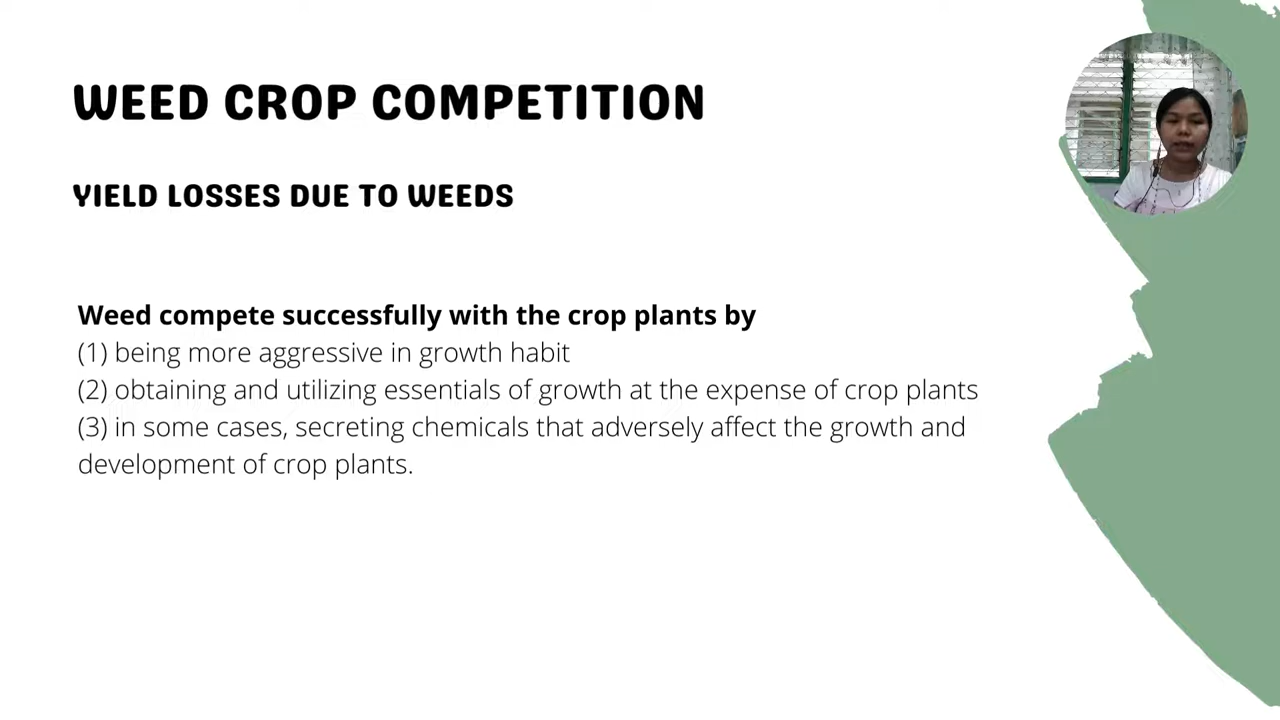 WEED CROP COMPETITION
YIELD LOSSES DUE TO WEEDS
Weed compete successfully with the crop plants by
(1) being more aggressive in growth habit
(2) obtaining and utilizing essentials of growth at the expense of crop plants
(3) in some cases, secreting chemicals that adversely affect the growth and
development of crop plants.